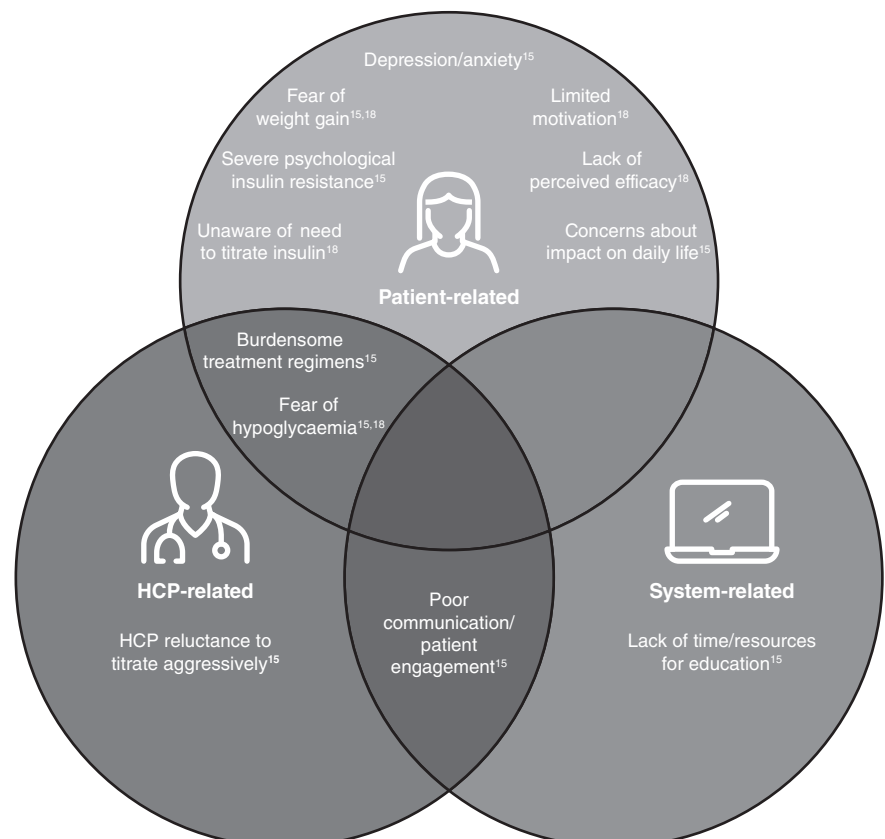 Depression/anxiety15
Fear of
weight gain15,18
Limited
motivation18
Severe psychological
insulin resistance15
Lack of
perceived efficacy18
Unaware of need
to titrate insulin18
Concerns about
impact on daily life15
Patient-related
Burdensome
treatment regimens15
Fear of
hypoglycaemia15,18
HCP-related
HCP reluctance to
titrate aggressively15
Poor
communication/
patient
engagement15
System-related
Lack of time/resources
for education15